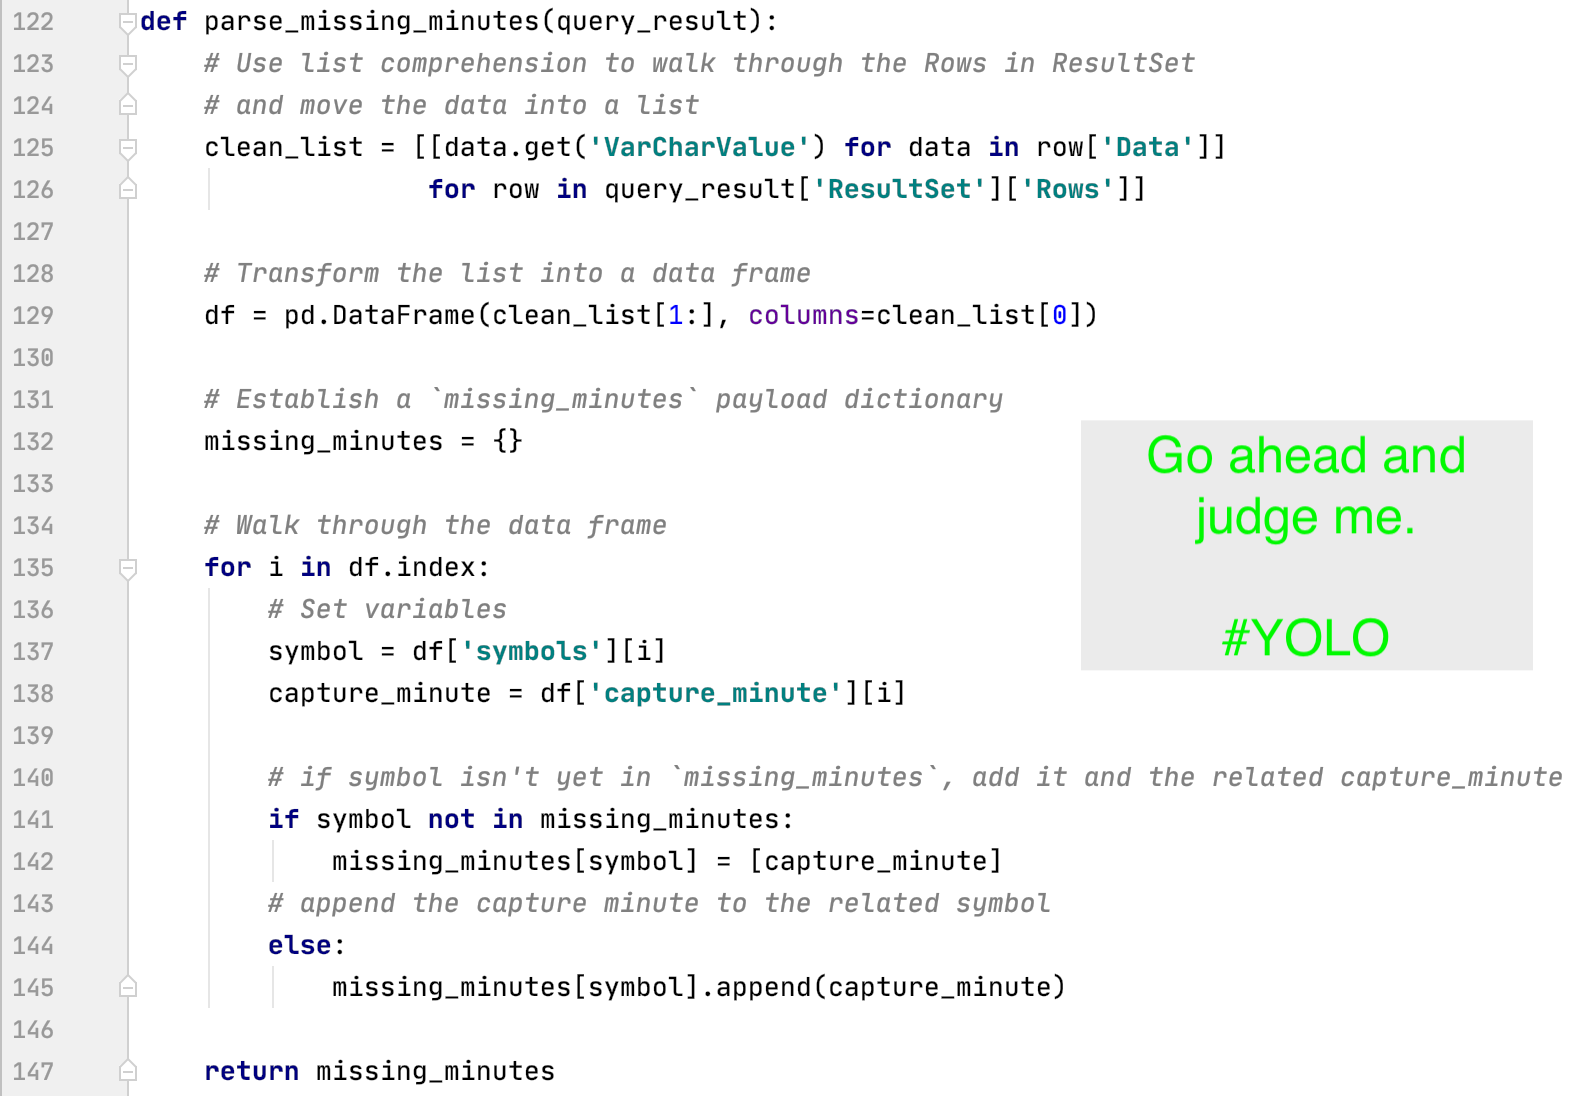 122 def parse_missing_minutes(query_result):
123     # Use list comprehension to walk through the Rows in ResultSet
124     # and move the data into a list
125     clean_list = [[data.get('VarCharValue') for data in row['Data']]
126                   for row in query_result['ResultSet']['Rows']]
127
128     # Transform the list into a data frame
129     df = pd.DataFrame(clean_list[1:], columns=clean_list[0])
130
131     # Establish a `missing_minutes` payload dictionary
132     missing_minutes = {}
133
134     # Walk through the data frame
135     for i in df.index:
136         # Set variables
137         symbol = df['symbols'][i]
138         capture_minute = df['capture_minute'][i]
139
140         # if symbol isn't yet in `missing_minutes`, add it and the related capture_minute
141         if symbol not in missing_minutes:
142             missing_minutes[symbol] = [capture_minute]
143         # append the capture minute to the related symbol
144         else:
145             missing_minutes[symbol].append(capture_minute)
146
147     return missing_minutes
Go ahead and
judge me.
#YOLO